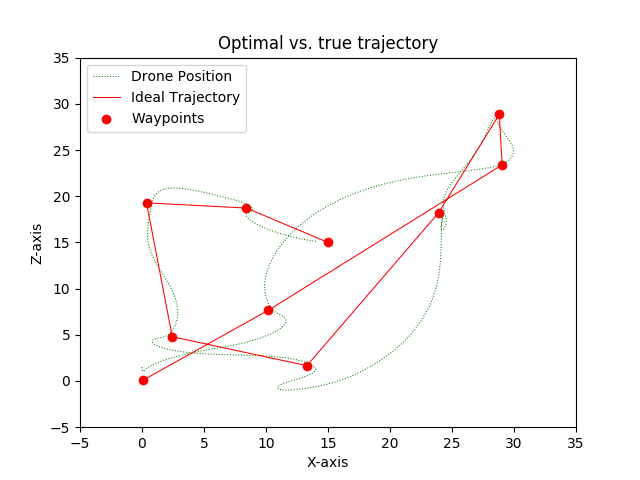 Optimal vs. true trajectory
Drone Position
Ideal Trajectory
Waypoints
35
30
25
20
15
10
5
0
−5
Z-axis
−5 0 5 10 15 20 25 30 35
X-axis